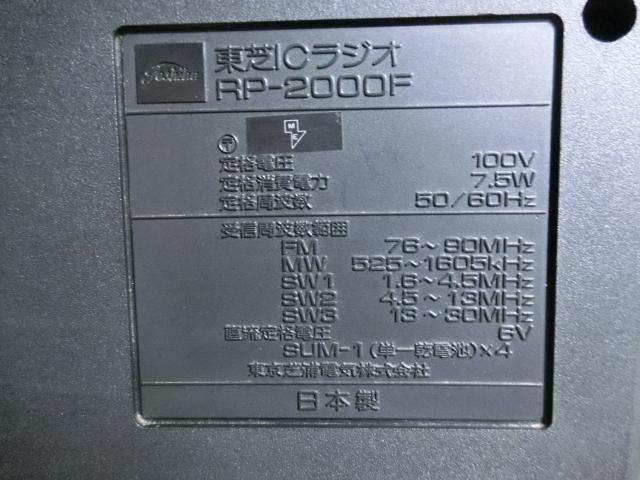 Toshiba
東芝ICラジオ
RP-2000F
〒
M
E
定格電圧 100V
定格消費電力 7.5W
定格周波数 50/60Hz
受信周波数範囲
FM 76~90MHz
MW 525~1605kHz
SW1 1.6~4.5MHz
SW2 4.5~13MHz
SW3 13~30MHz
直流定格電圧 6V
SUM-1(単一乾電池)×4
東京芝浦電気株式会社
日本製